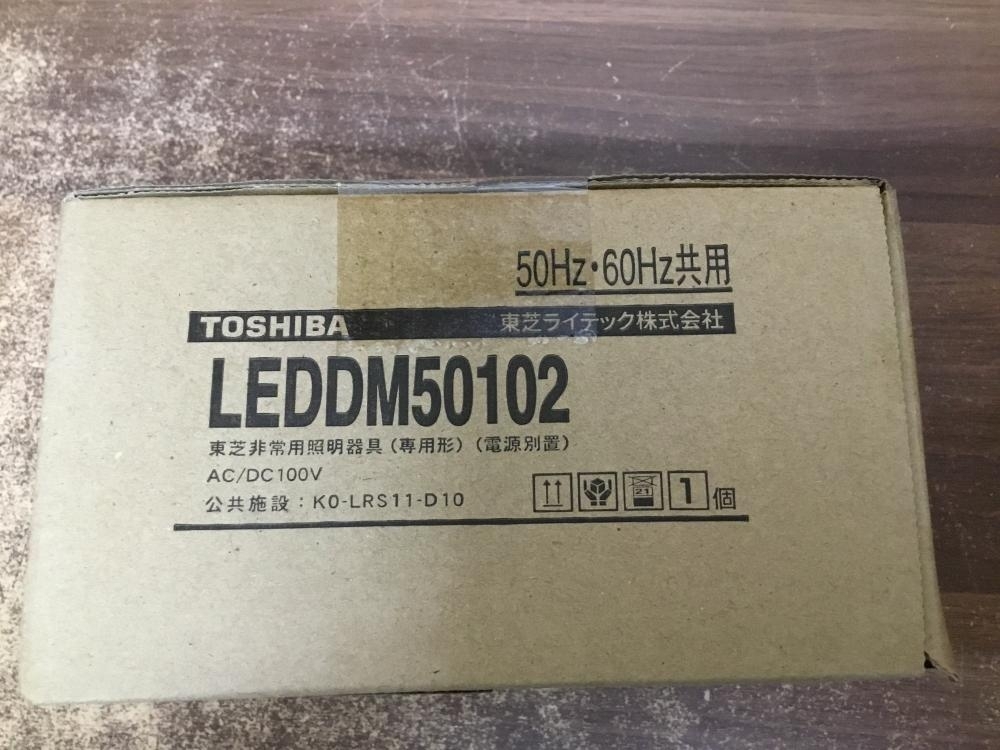 50Hz・60Hz共用
TOSHIBA 東芝ライテック株式会社
LEDDM50102
東芝非常用照明器具（専用形）（電源別置）
AC/DC100V
公共施設：K0-LRS11-D10
21
1個